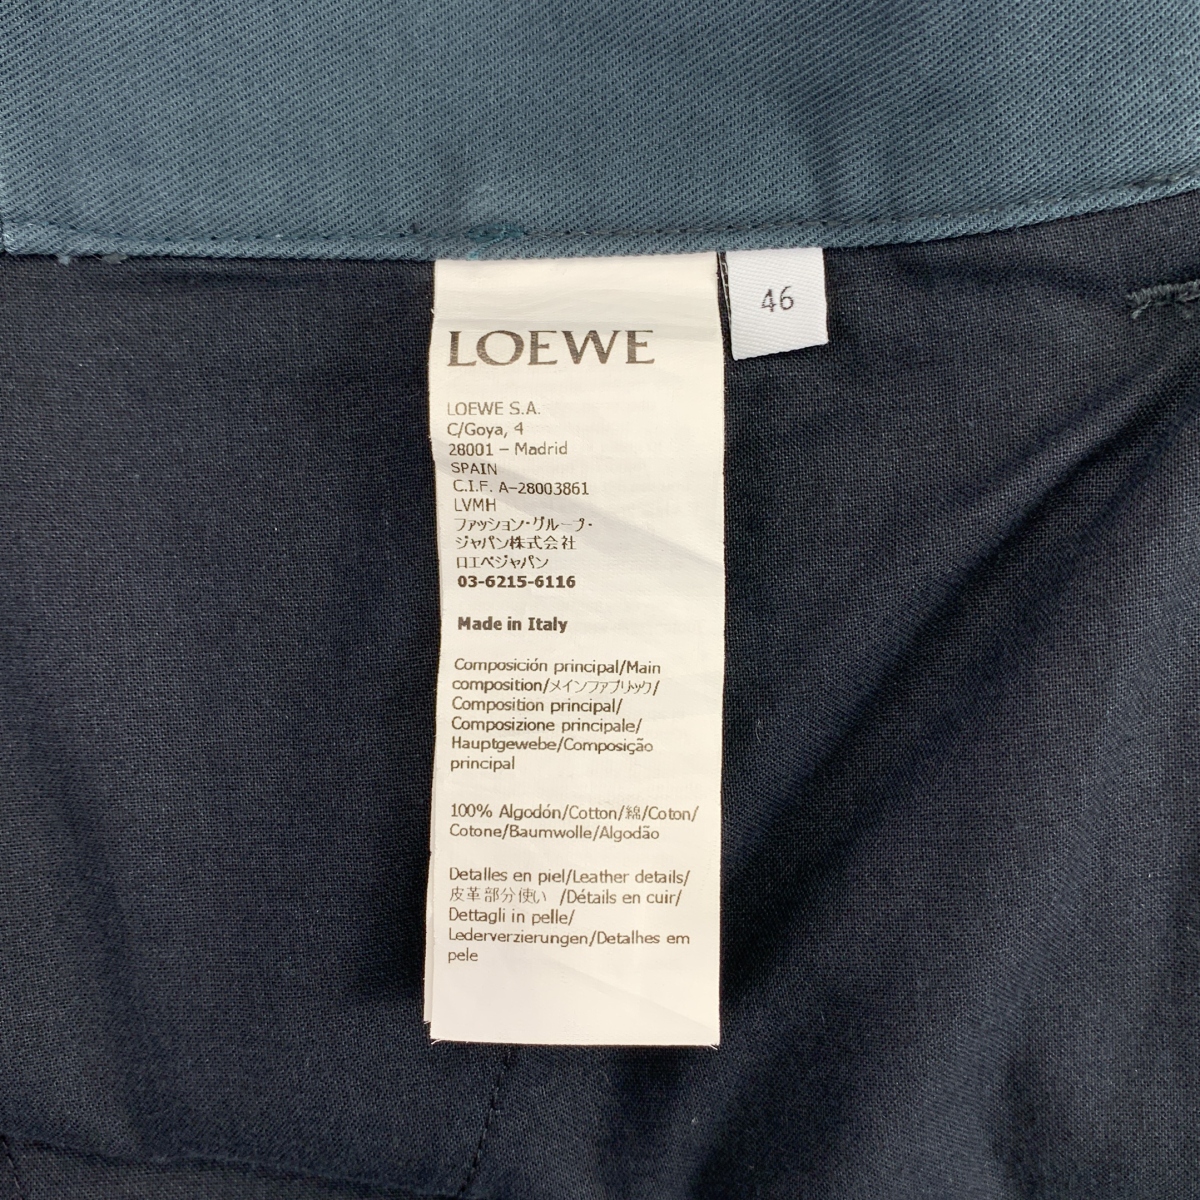 LOEWE
46
LOEWE S.A.
C/Goya, 4
28001 – Madrid
SPAIN
C.I.F. A-28003861
LVMH
ファッション・グループ・
ジャパン株式会社
ロエベジャパン
03-6215-6116
Made in Italy
Composición principal/Main
composition/メインファブリック/
Composition principal/
Composizione principale/
Hauptgewebe/Composição
principal
100% Algodón/Cotton/綿/Coton/
Cotone/Baumwolle/Algodão
Detalles en piel/Leather details/
皮革部分使い /Détails en cuir/
Dettagli in pelle/
Lederverzierungen/Detalhes em
pele